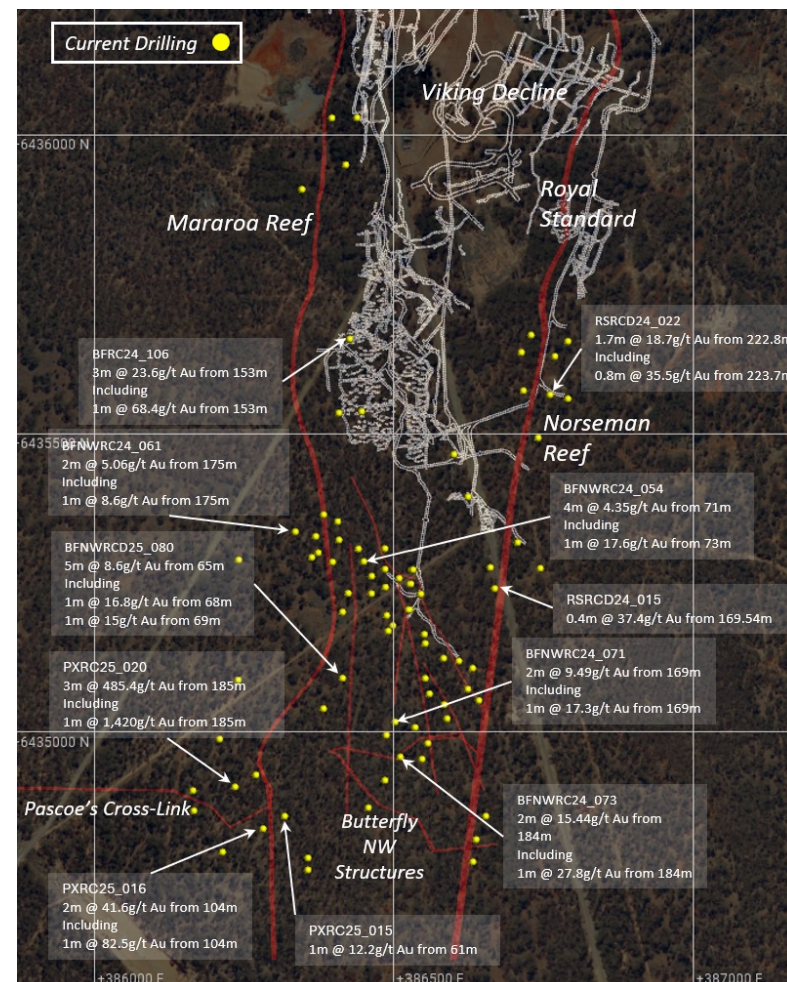 Current Drilling
Viking Decline
6436000 N
Royal
Standard
Mararoa Reef
RSRCD24_022
1.7m @ 18.7g/t Au from 222.8m
Including
0.8m @ 35.5g/t Au from 223.7m
BFRC24_106
3m @ 23.6g/t Au from 153m
Including
1m @ 68.4g/t Au from 153m
Norseman
Reef
6435500 N
BFNWRC24_061
2m @ 5.06g/t Au from 175m
Including
1m @ 8.6g/t Au from 175m
BFNWRC24_054
4m @ 4.35g/t Au from 71m
Including
1m @ 17.6g/t Au from 73m
BFNWRCD25_080
5m @ 8.6g/t Au from 65m
Including
1m @ 16.8g/t Au from 68m
1m @ 15g/t Au from 69m
RSRCD24_015
0.4m @ 37.4g/t Au from 169.54m
BFNWRC24_071
2m @ 9.49g/t Au from 169m
Including
1m @ 17.3g/t Au from 169m
PXRC25_020
3m @ 485.4g/t Au from 185m
Including
1m @ 1,420g/t Au from 185m
6435000 N
Pascoe's Cross-Link
Butterfly
NW
Structures
BFNWRC24_073
2m @ 15.44g/t Au from
184m
Including
1m @ 27.8g/t Au from 184m
PXRC25_016
2m @ 41.6g/t Au from 104m
Including
1m @ 82.5g/t Au from 104m
PXRC25_015
1m @ 12.2g/t Au from 61m
+386000 E
+386500 E
+387000 E